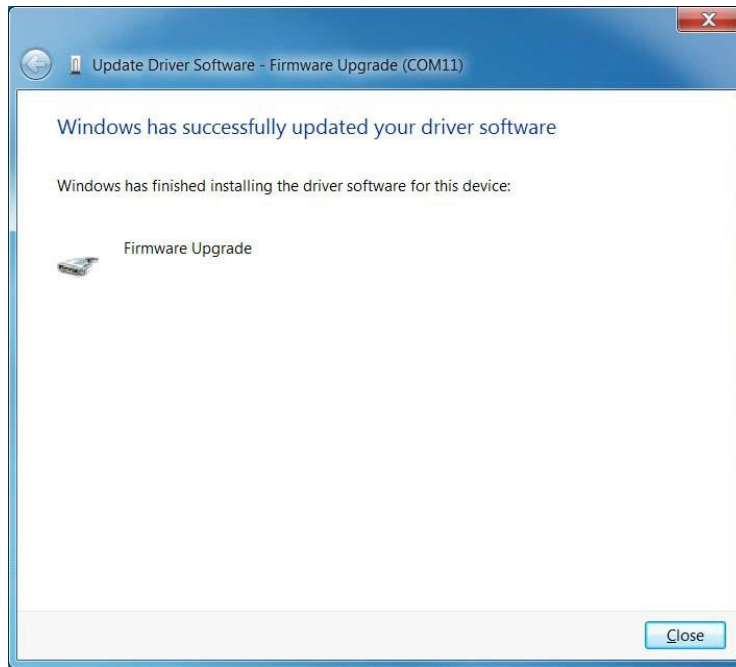 Update Driver Software - Firmware Upgrade (COM11)
Windows has successfully updated your driver software
Windows has finished installing the driver software for this device:
Firmware Upgrade
Close